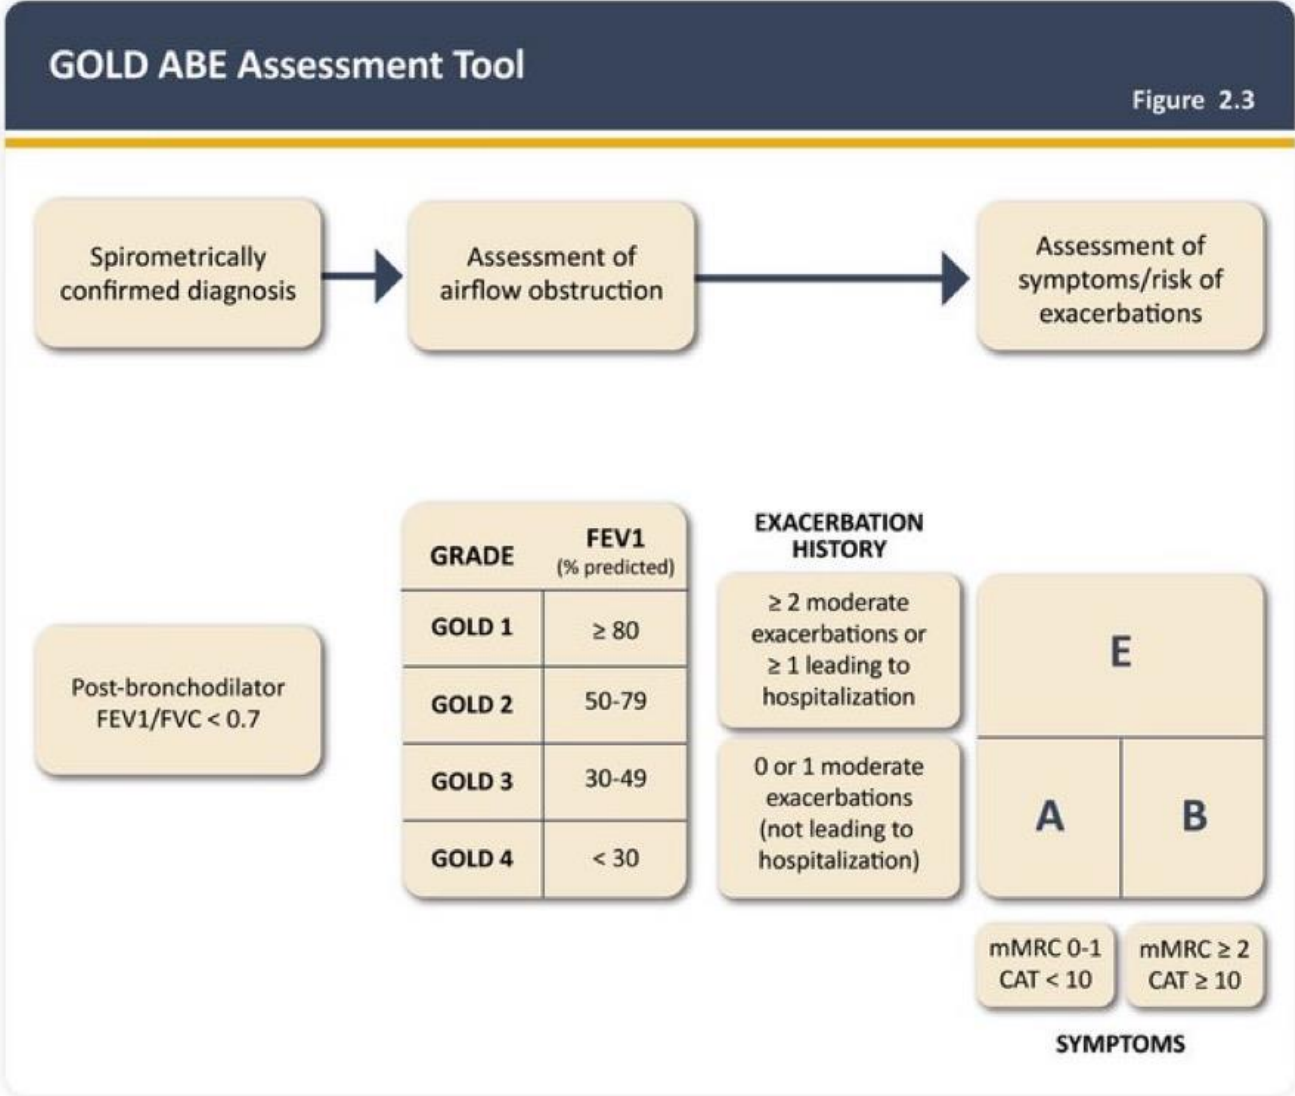 GOLD ABE Assessment Tool
Figure 2.3
Spirometrically
confirmed diagnosis
Assessment of
airflow obstruction
Assessment of
symptoms/risk of
exacerbations
Post-bronchodilator
FEV1/FVC < 0.7
GRADE
FEV1
(% predicted)
GOLD 1
≥ 80
GOLD 2
50-79
GOLD 3
30-49
GOLD 4
< 30
EXACERBATION
HISTORY
≥ 2 moderate
exacerbations or
≥ 1 leading to
hospitalization
0 or 1 moderate
exacerbations
(not leading to
hospitalization)
E
A
B
mMRC 0-1
CAT < 10
mMRC ≥ 2
CAT ≥ 10
SYMPTOMS